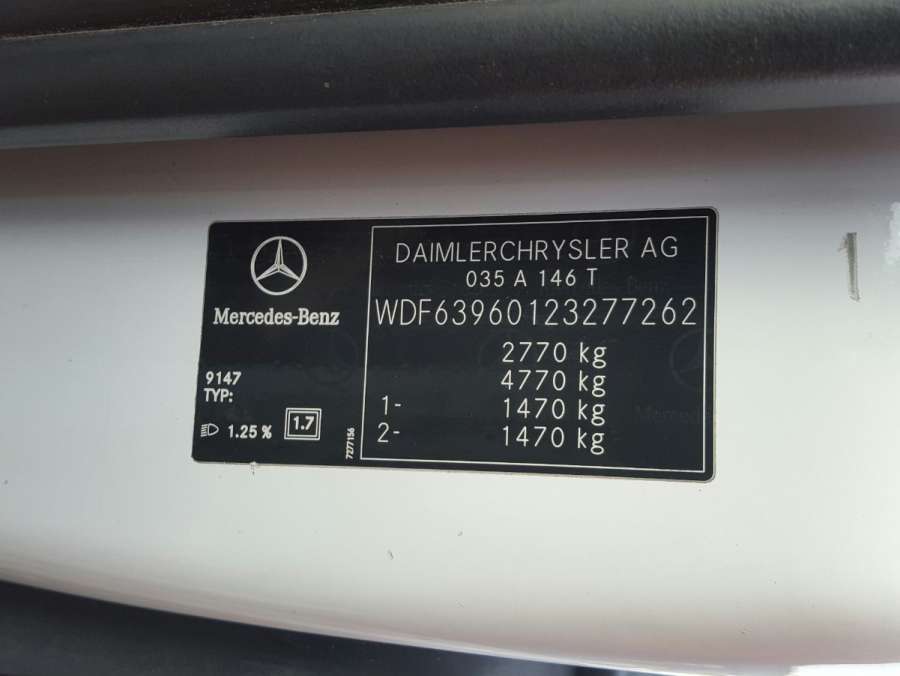 Mercedes-Benz
9147
TYP:
1.25 %
1.7
7277156
DAIMLERCHRYSLER AG
035 A 146 T
WDF63960123277262
2770 kg
4770 kg
1- 1470 kg
2- 1470 kg